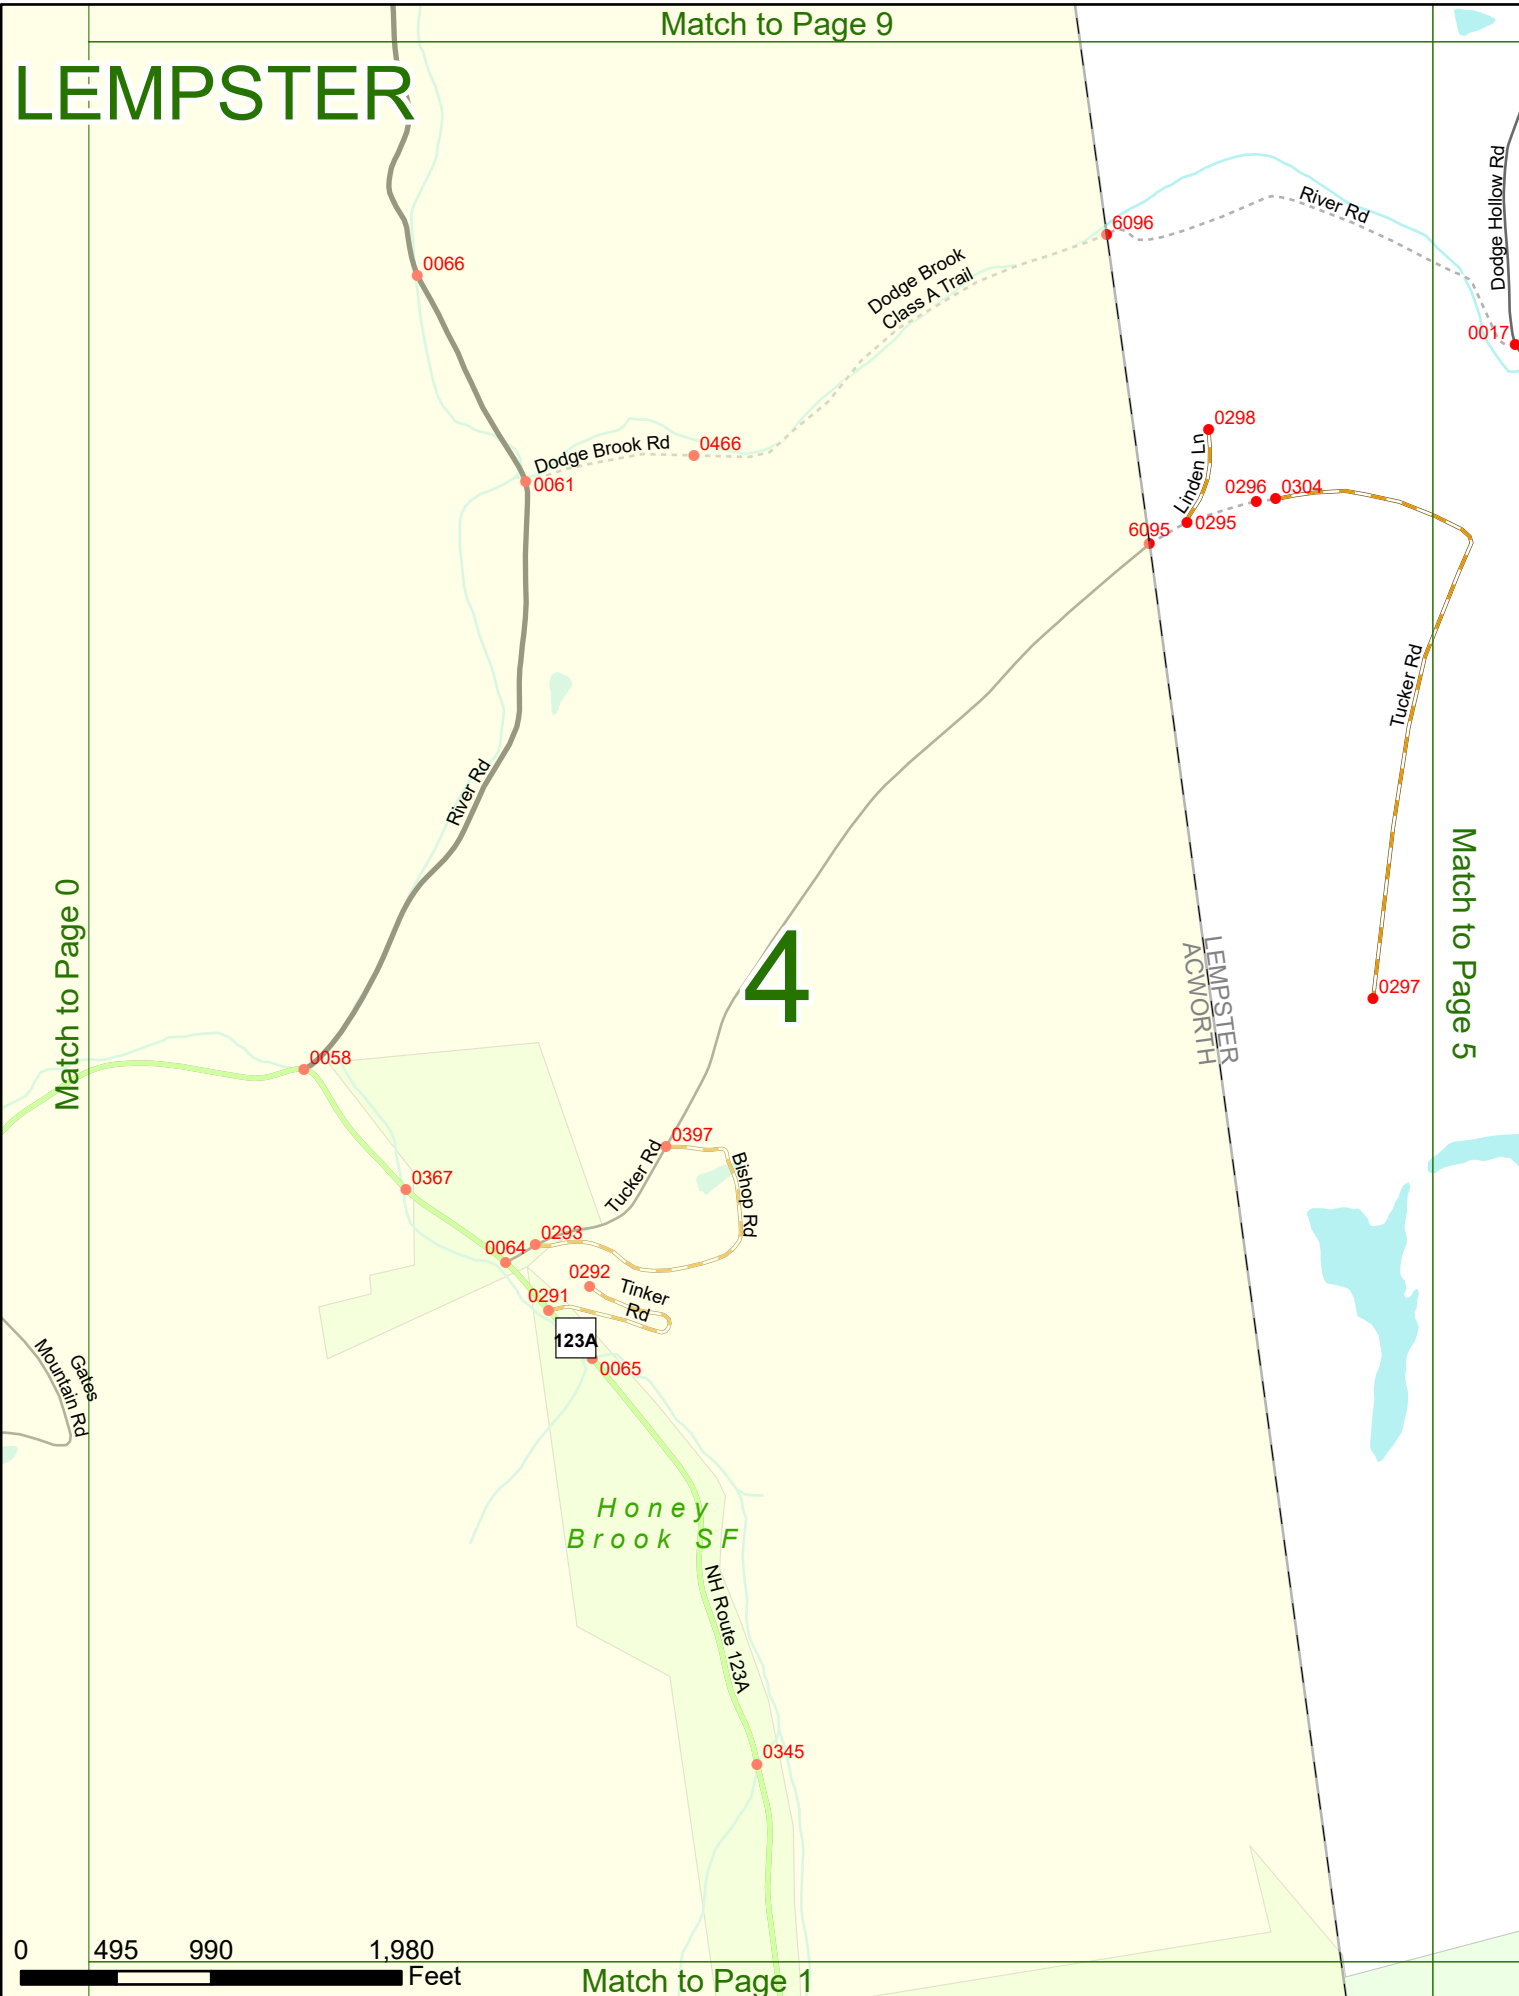 Match to Page 9
LEMPSTER
Dodge Hollow Rd
River Rd
6096
0066
Dodge Brook
Class A Trail
0017
0298
Dodge Brook Rd
0466
Linden Ln
0061
0296
0304
0295
6095
Tucker Rd
River Rd
Match to Page 0
4
Match to Page 5
LEMPSTER
ACWORTH
0297
0058
0397
Tucker Rd
Bishop Rd
0367
0293
0064
0292
Tinker
Rd
0291
123A
0065
Gates
Mountain Rd
Honey
Brook SF
NH Route 123A
0345
0 495 990 1,980
Feet
Match to Page 1